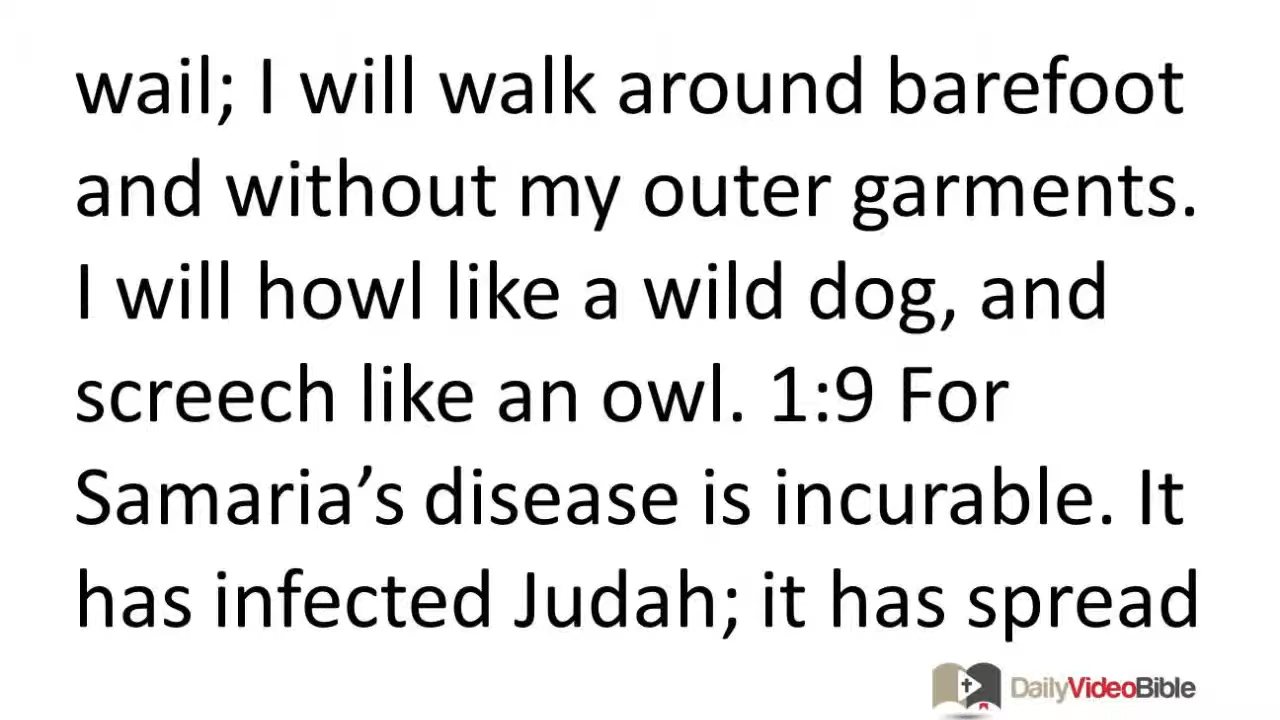 wail; I will walk around barefoot
and without my outer garments.
I will howl like a wild dog, and
screech like an owl. 1:9 For
Samaria’s disease is incurable. It
has infected Judah; it has spread
DailyVideoBible